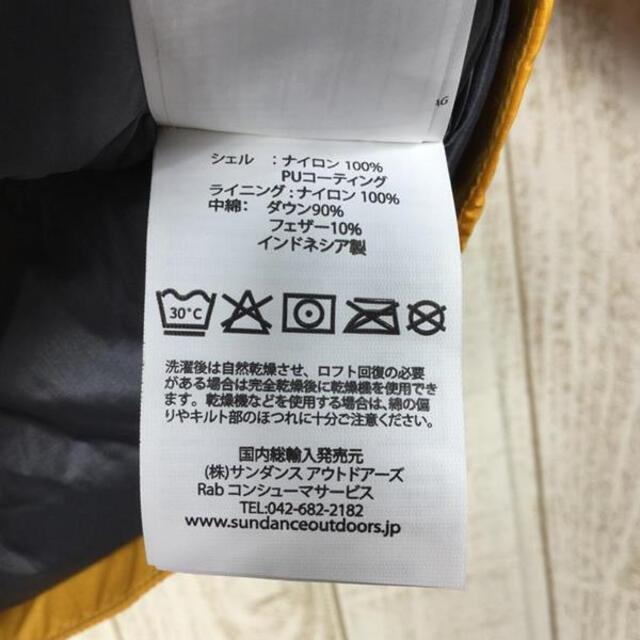 AG
シェル : ナイロン 100%
PUコーティング
ライニング : ナイロン 100%
中綿: ダウン90%
フェザー10%
インドネシア製
30°C
洗濯後は自然乾燥させ、ロフト回復の必要
がある場合は完全乾燥後に乾燥機を使用でき
ます。乾燥機などを使用する場合は、綿の偏
りやキルト部のほつれに十分ご注意ください。
国内総輸入発売元
(株)サンダンス アウトドアーズ
Rab コンシューマサービス
TEL:042-682-2182
www.sundanceoutdoors.jp